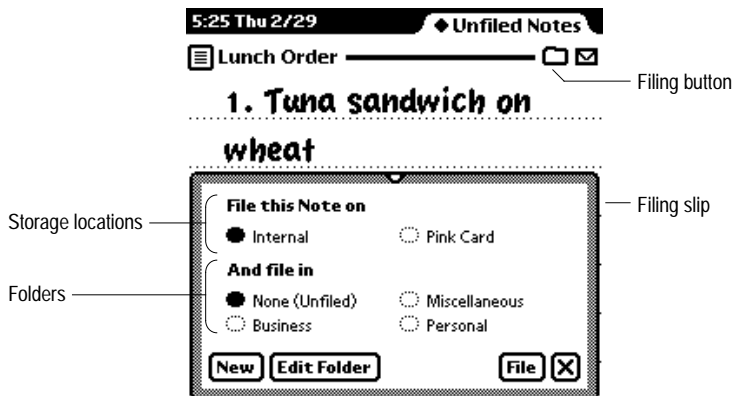 5:25 Thu 2/29 ◆ Unfiled Notes
Lunch Order
Filing button
1. Tuna sandwich on
wheat
Filing slip
File this Note on
Storage locations
Internal Pink Card
And file in
Folders
None (Unfiled) Miscellaneous
Business Personal
New Edit Folder File X